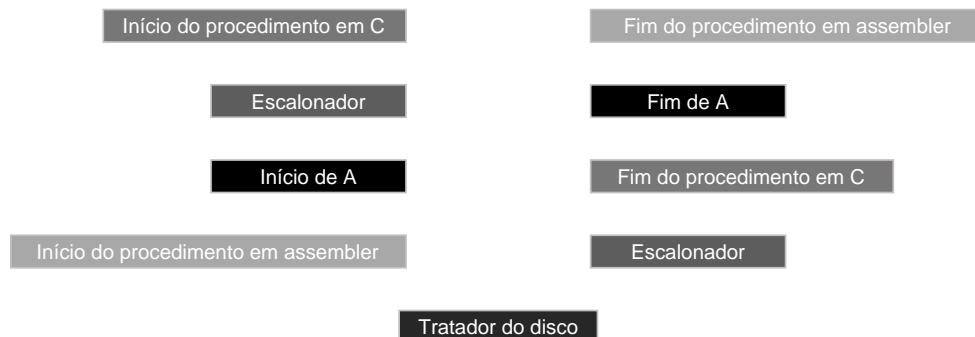 Início do procedimento em C
Fim do procedimento em assembler
Escalonador
Fim de A
Início de A
Fim do procedimento em C
Início do procedimento em assembler
Escalonador
Tratador do disco